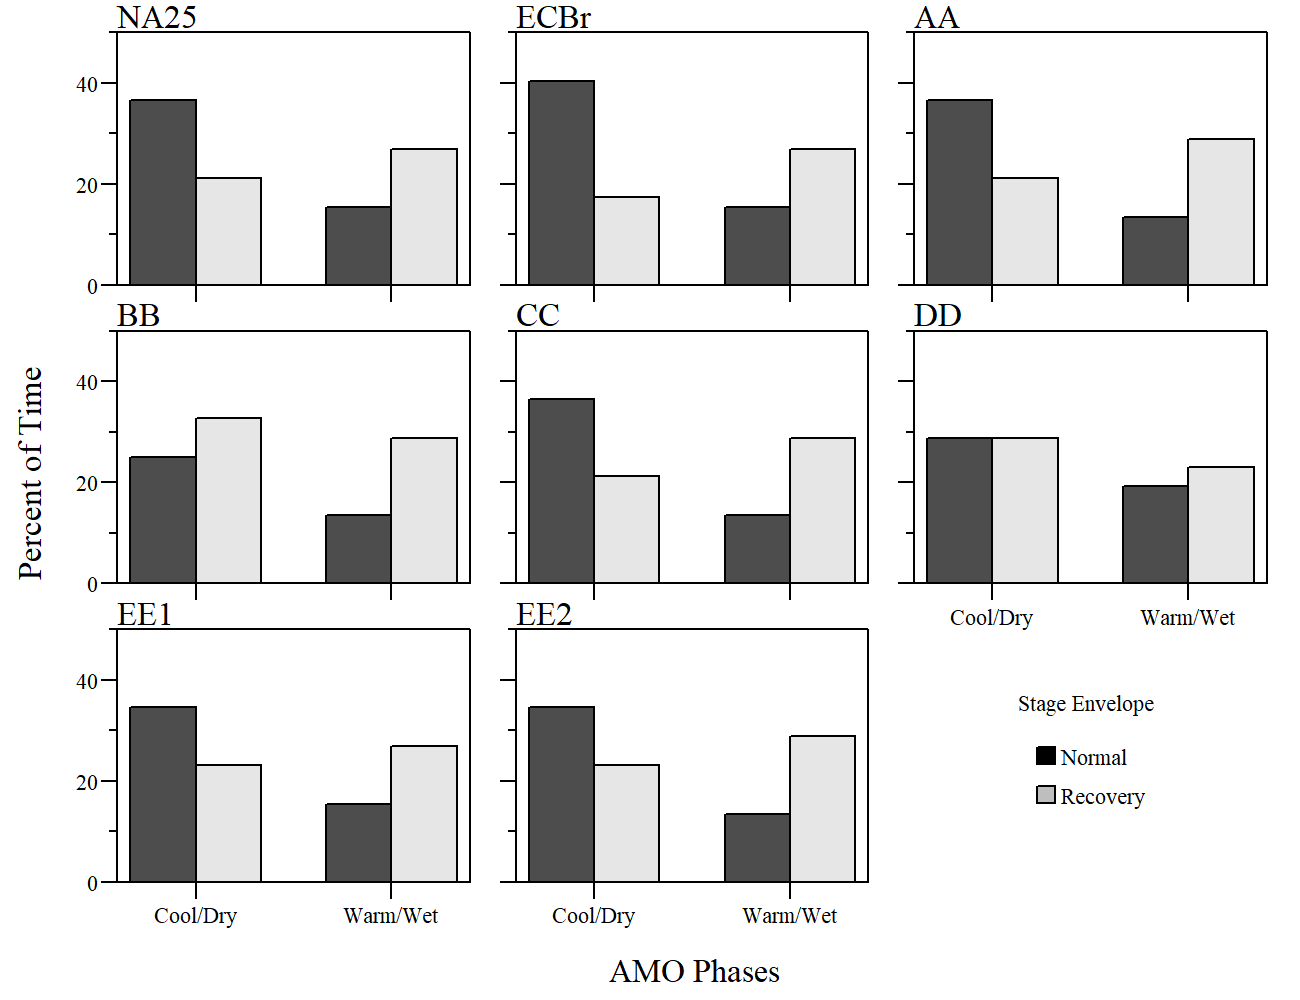 NA25
ECBr
AA
40
20
0
BB
CC
DD
40
20
0
Percent of Time
Cool/Dry
Warm/Wet
EE1
EE2
40
20
0
Stage Envelope
Normal
Recovery
Cool/Dry
Warm/Wet
Cool/Dry
Warm/Wet
AMO Phases